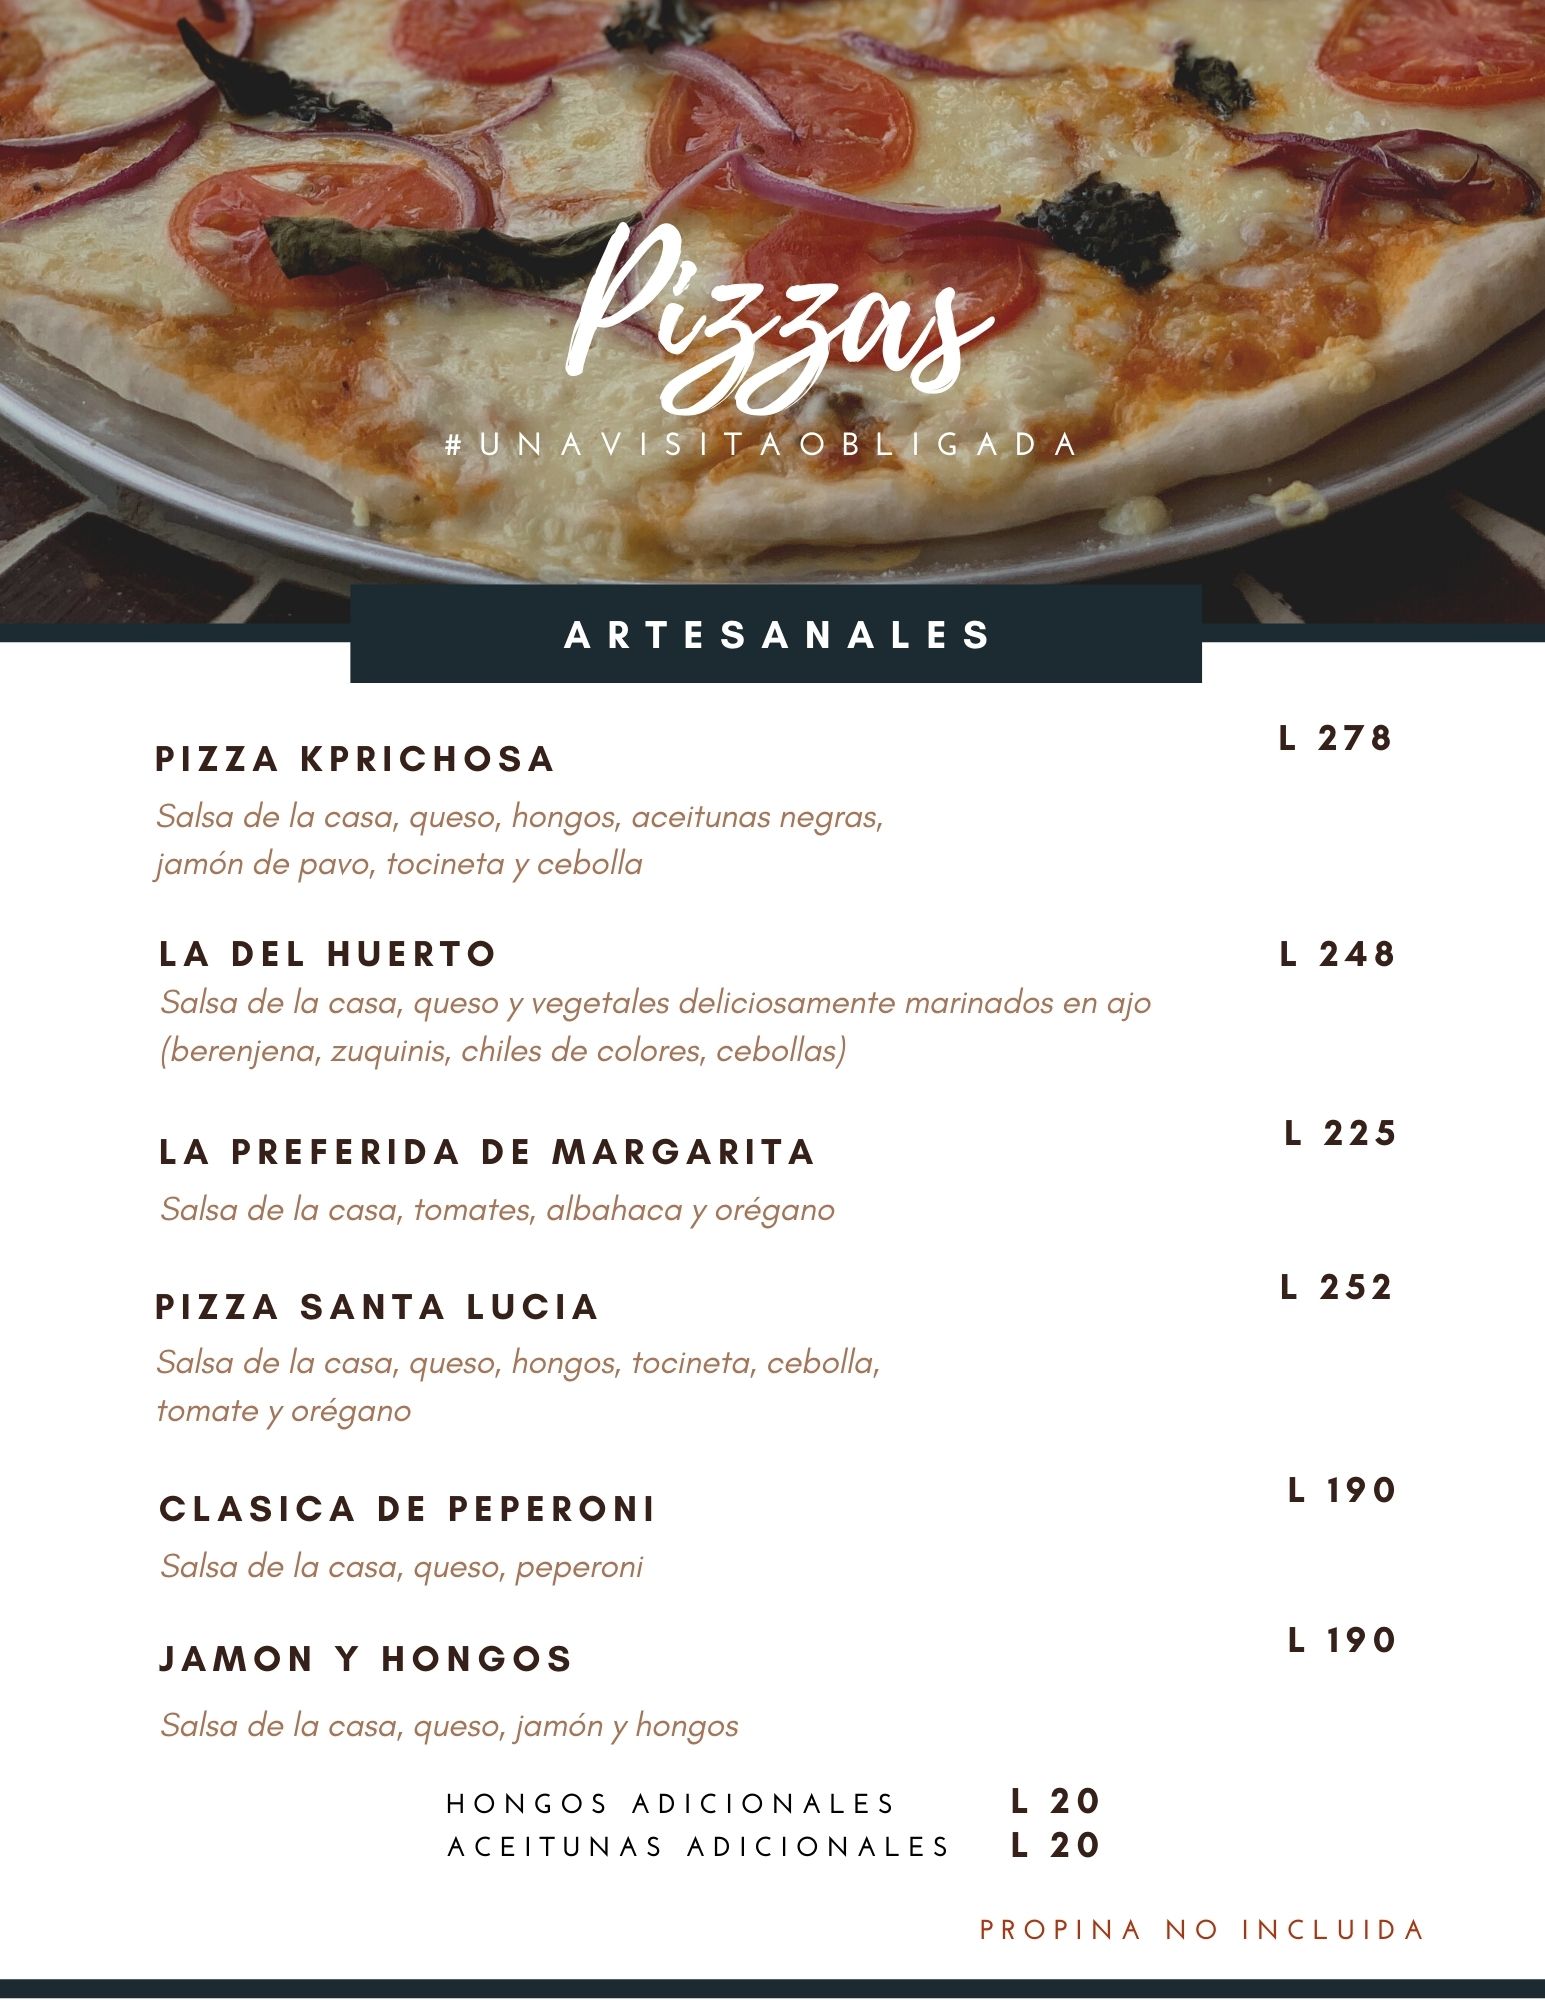 Pizzas
#UNAVISITAOBLIGADA
ARTESANALES
PIZZA KPRICHOSA L 278
Salsa de la casa, queso, hongos, aceitunas negras,
jamón de pavo, tocineta y cebolla
LA DEL HUERTO L 248
Salsa de la casa, queso y vegetales deliciosamente marinados en ajo
(berenjena, zuquinis, chiles de colores, cebollas)
LA PREFERIDA DE MARGARITA L 225
Salsa de la casa, tomates, albahaca y orégano
PIZZA SANTA LUCIA L 252
Salsa de la casa, queso, hongos, tocineta, cebolla,
tomate y orégano
CLASICA DE PEPERONI L 190
Salsa de la casa, queso, peperoni
JAMON Y HONGOS L 190
Salsa de la casa, queso, jamón y hongos
HONGOS ADICIONALES L 20
ACEITUNAS ADICIONALES L 20
PROPINA NO INCLUIDA